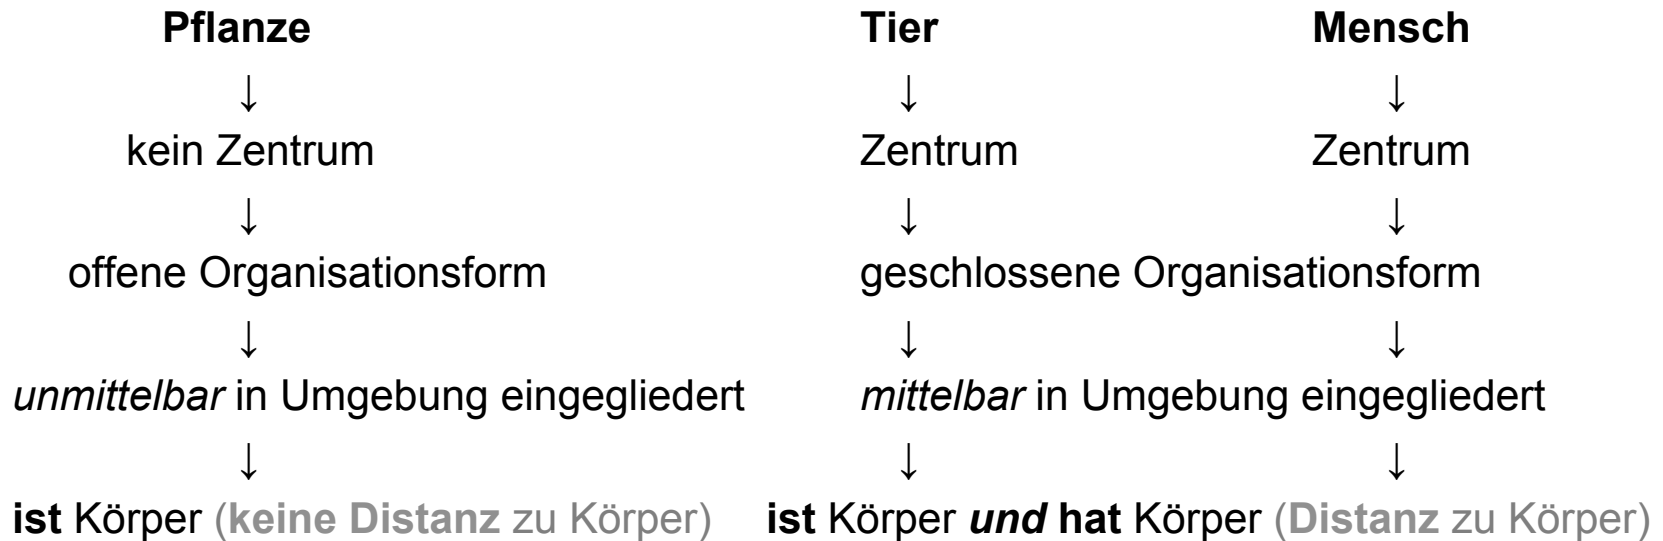 Pflanze Tier Mensch
↓ ↓ ↓
kein Zentrum Zentrum Zentrum
↓ ↓ ↓
offene Organisationsform geschlossene Organisationsform
↓ ↓ ↓
unmittelbar in Umgebung eingegliedert mittelbar in Umgebung eingegliedert
↓ ↓ ↓
ist Körper (keine Distanz zu Körper) ist Körper und hat Körper (Distanz zu Körper)